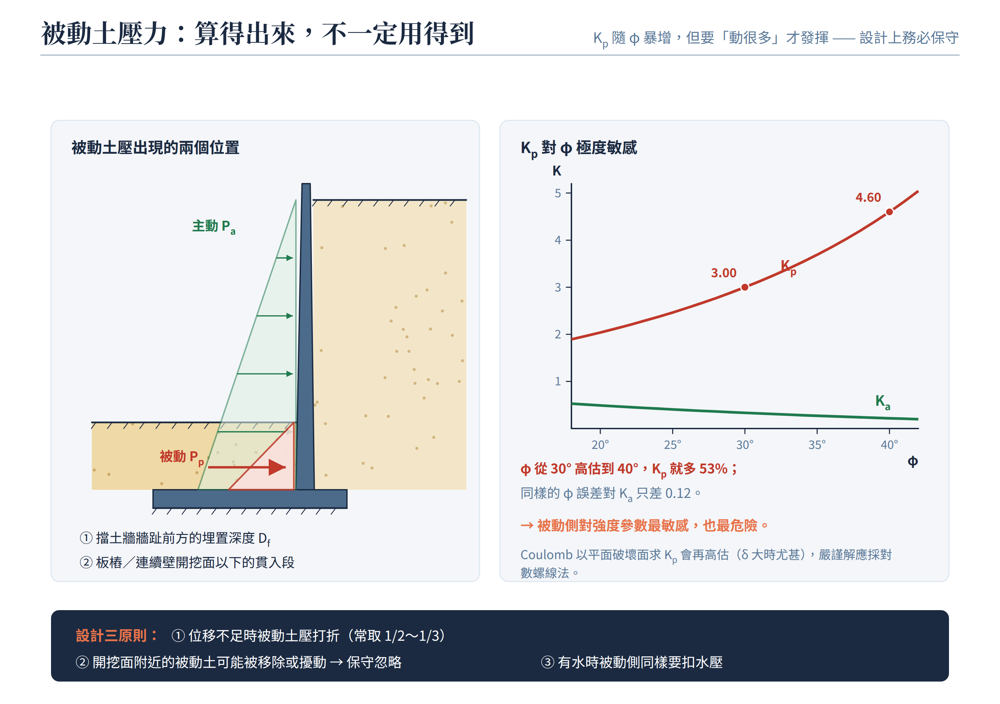 被動土壓力：算得出來，不一定用得到
Kp 隨 φ 暴增，但要「動很多」才發揮 —— 設計上務必保守
被動土壓出現的兩個位置
主動 Pa
被動 Pp
① 擋土牆牆趾前方的埋置深度 Df
② 板樁／連續壁開挖面以下的貫入段
Kp 對 φ 極度敏感
K
5
4
3
2
1
4.60
3.00
Kp
Ka
20° 25° 30° 35° 40°
φ
φ 從 30° 高估到 40°，Kp 就多 53%；
同樣的 φ 誤差對 Ka 只差 0.12。
→ 被動側對強度參數最敏感，也最危險。
Coulomb 以平面破壞面求 Kp 會再高估（δ 大時尤甚），嚴謹解應採對
數螺線法。
設計三原則： ① 位移不足時被動土壓打折（常取 1/2～1/3）
② 開挖面附近的被動土可能被移除或擾動 → 保守忽略
③ 有水時被動側同樣要扣水壓